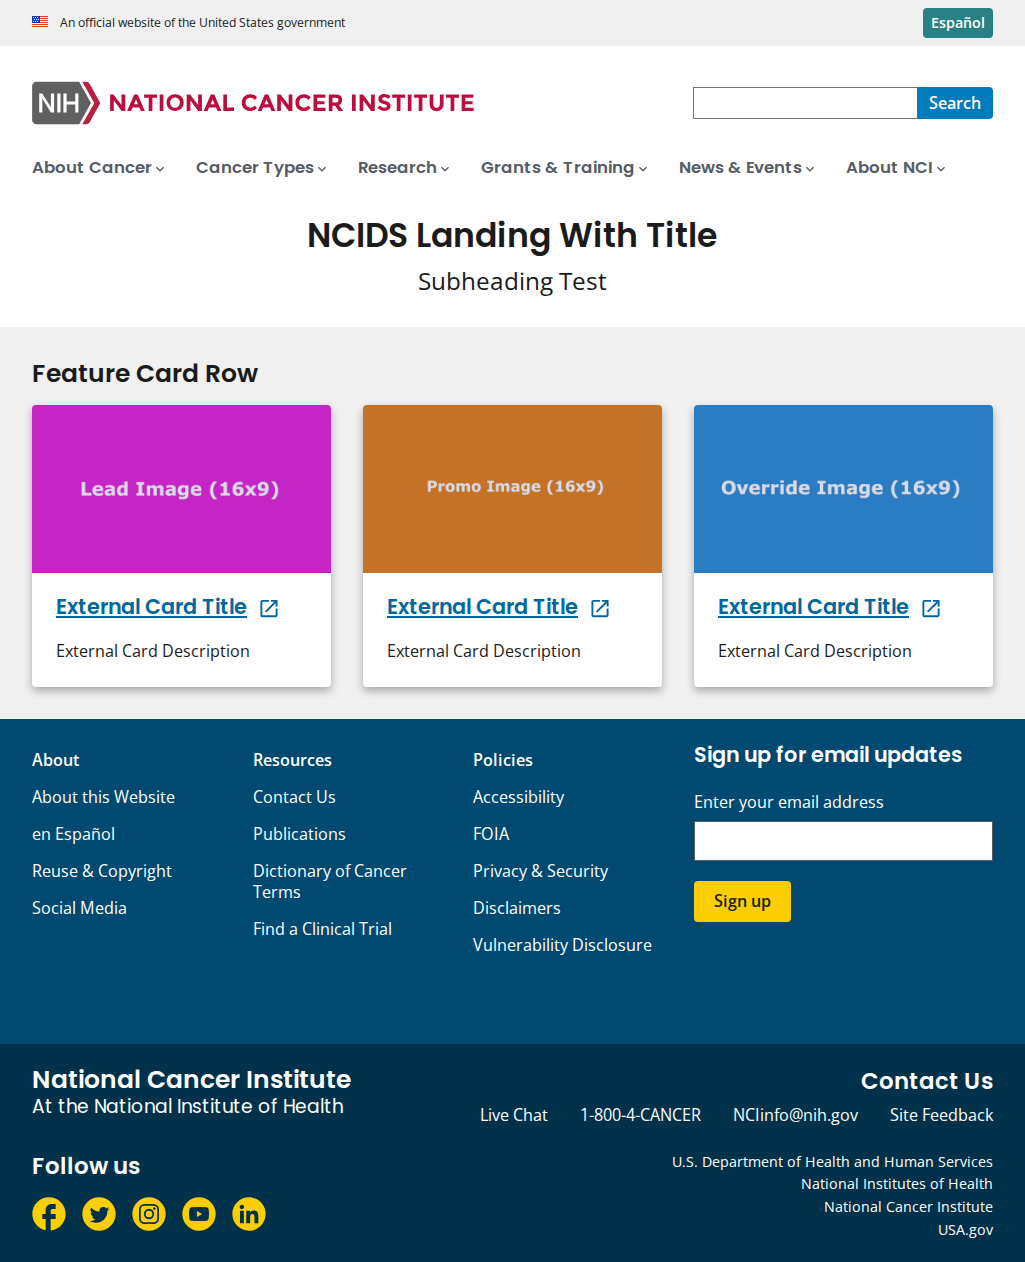 An official website of the United States government
Español
NIH NATIONAL CANCER INSTITUTE
Search
About Cancer Cancer Types Research Grants & Training News & Events About NCI
NCIDS Landing With Title
Subheading Test
Feature Card Row
Lead Image (16x9) Promo Image (16x9) Override Image (16x9)
External Card Title External Card Title External Card Title
External Card Description External Card Description External Card Description
About
About this Website
en Español
Reuse & Copyright
Social Media
Resources
Contact Us
Publications
Dictionary of Cancer
Terms
Find a Clinical Trial
Policies
Accessibility
FOIA
Privacy & Security
Disclaimers
Vulnerability Disclosure
Sign up for email updates
Enter your email address
Sign up
National Cancer Institute
At the National Institute of Health
Contact Us
Live Chat 1-800-4-CANCER NCIinfo@nih.gov Site Feedback
Follow us
U.S. Department of Health and Human Services
National Institutes of Health
National Cancer Institute
USA.gov